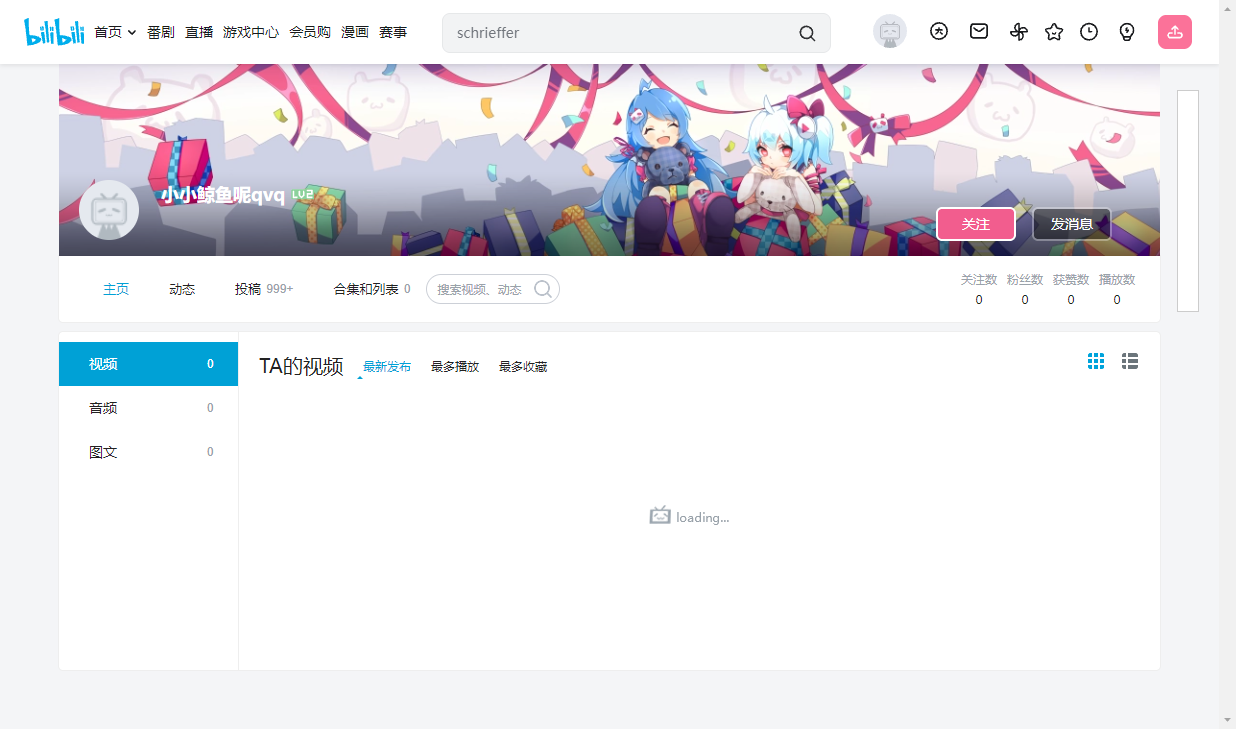 bilibili 首页 番剧 直播 游戏中心 会员购 漫画 赛事 schrieffer
小小鲸鱼呢qvq LV2
关注 发消息
主页 动态 投稿 999+ 合集和列表 0 搜索视频、动态
关注数 粉丝数 获赞数 播放数
0 0 0 0
视频 0
音频 0
图文 0
TA的视频 最新发布 最多播放 最多收藏
loading...